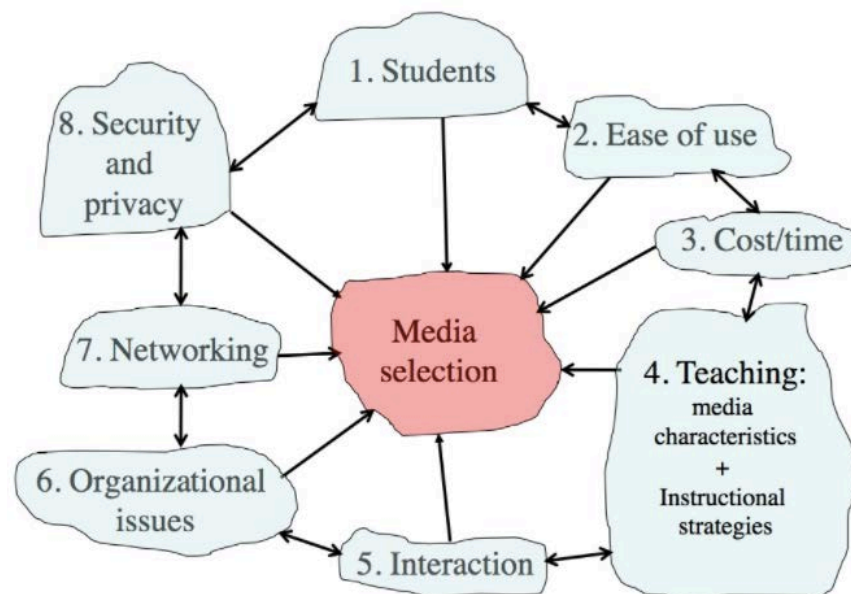 1. Students
2. Ease of use
3. Cost/time
4. Teaching:
media
characteristics
+
Instructional
strategies
5. Interaction
6. Organizational
issues
7. Networking
8. Security
and
privacy
Media
selection